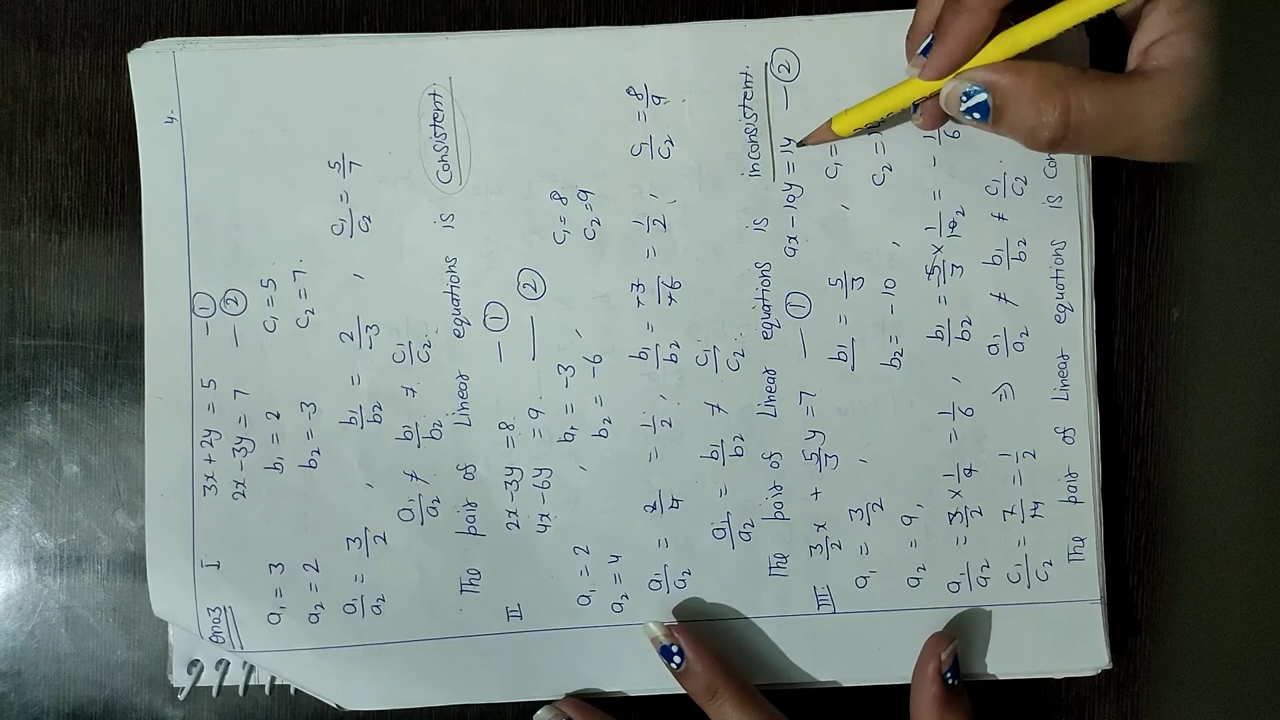 4.
Ans3 I 3x + 2y = 5 - ①
2x - 3y = 7 - ②
a₁ = 3 b₁ = 2 c₁ = 5.
a₂ = 2 b₂ = -3 c₂ = 7.
a₁/a₂ = 3/2 , b₁/b₂ = 2/-3 , c₁/c₂ = 5/7
a₁/a₂ ≠ b₁/b₂ ≠ c₁/c₂.
The pair of Linear equations is Consistent.
II 2x - 3y = 8 - ①
4x - 6y = 9. — ②
a₁ = 2 , b₁ = -3 , c₁ = 8
a₂ = 4 b₂ = -6 , c₂ = 9
a₁/a₂ = 2/4 = 1/2 , b₁/b₂ = +3/+6 = 1/2 , c₁/c₂ = 8/9
a₁/a₂ = b₁/b₂ ≠ c₁/c₂.
The pair of Linear equations is inconsistent.
III 3/2 x + 5/3 y = 7 - ① 9x - 10y = 14 - ②
a₁ = 3/2 , b₁ = 5/3 , c₁ =
a₂ = 9, b₂ = -10 , c₂ =
a₁/a₂ = 3/2 × 1/9 = 1/6 , b₁/b₂ = 5/3 × 1/10 2 = - 1/6
c₁/c₂ = 7/14 = 1/2 ⇒ a₁/a₂ ≠ b₁/b₂ ≠ c₁/c₂.
The pair of Linear equations is